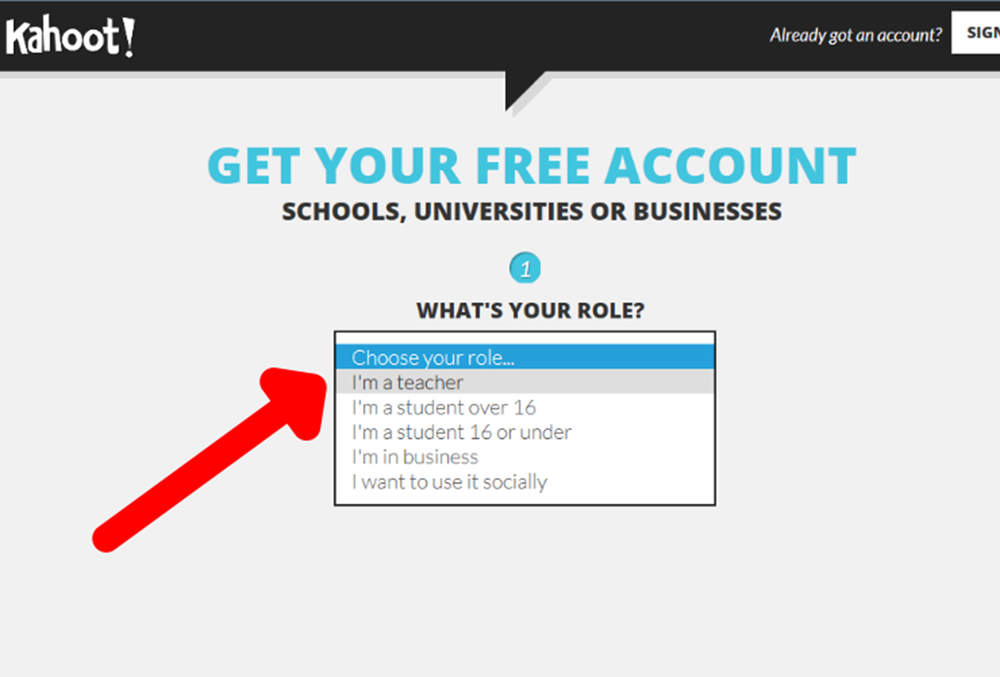 Kahoot!
Already got an account?
SIGN
GET YOUR FREE ACCOUNT
SCHOOLS, UNIVERSITIES OR BUSINESSES
1
WHAT'S YOUR ROLE?
Choose your role...
I'm a teacher
I'm a student over 16
I'm a student 16 or under
I'm in business
I want to use it socially